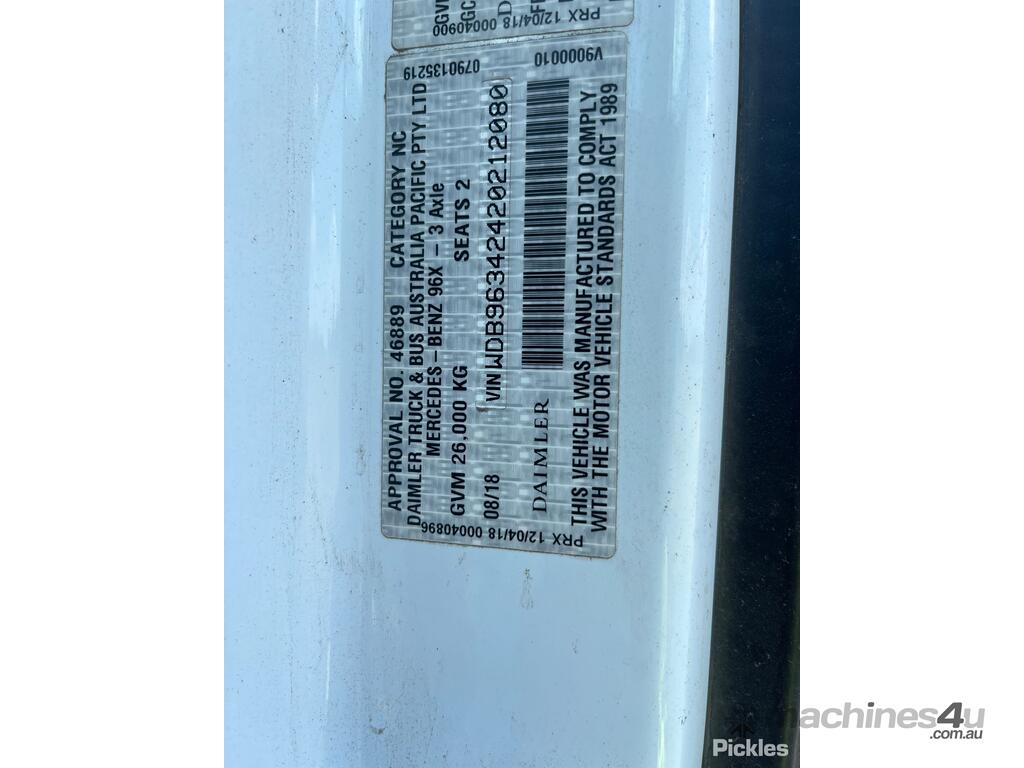 GC
PRX 12/04/18 00040900
APPROVAL NO. 46889 CATEGORY NC 0790135219
DAIMLER TRUCK & BUS AUSTRALIA PACIFIC PTY LTD
MERCEDES-BENZ 96X - 3 Axle
GVM 26,000 KG SEATS 2
08/18 VIN WDB96342420212080
DAIMLER V9000010
THIS VEHICLE WAS MANUFACTURED TO COMPLY
WITH THE MOTOR VEHICLE STANDARDS ACT 1989
PRX 12/04/18 00040896
machines4u
.com.au
Pickles